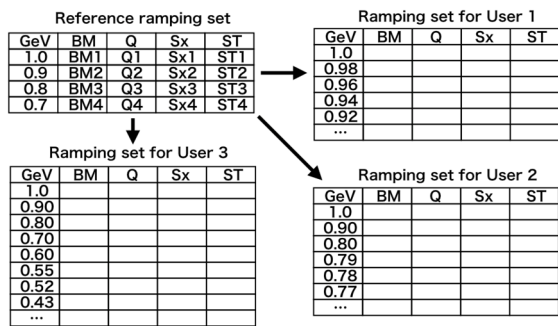 Reference ramping set
GeV BM Q Sx ST
1.0 BM1 Q1 Sx1 ST1
0.9 BM2 Q2 Sx2 ST2
0.8 BM3 Q3 Sx3 ST3
0.7 BM4 Q4 Sx4 ST4
Ramping set for User 1
GeV BM Q Sx ST
1.0
0.98
0.96
0.94
0.92
...
Ramping set for User 3
GeV BM Q Sx ST
1.0
0.90
0.80
0.70
0.60
0.55
0.52
0.43
...
Ramping set for User 2
GeV BM Q Sx ST
1.0
0.90
0.80
0.79
0.78
0.77
...